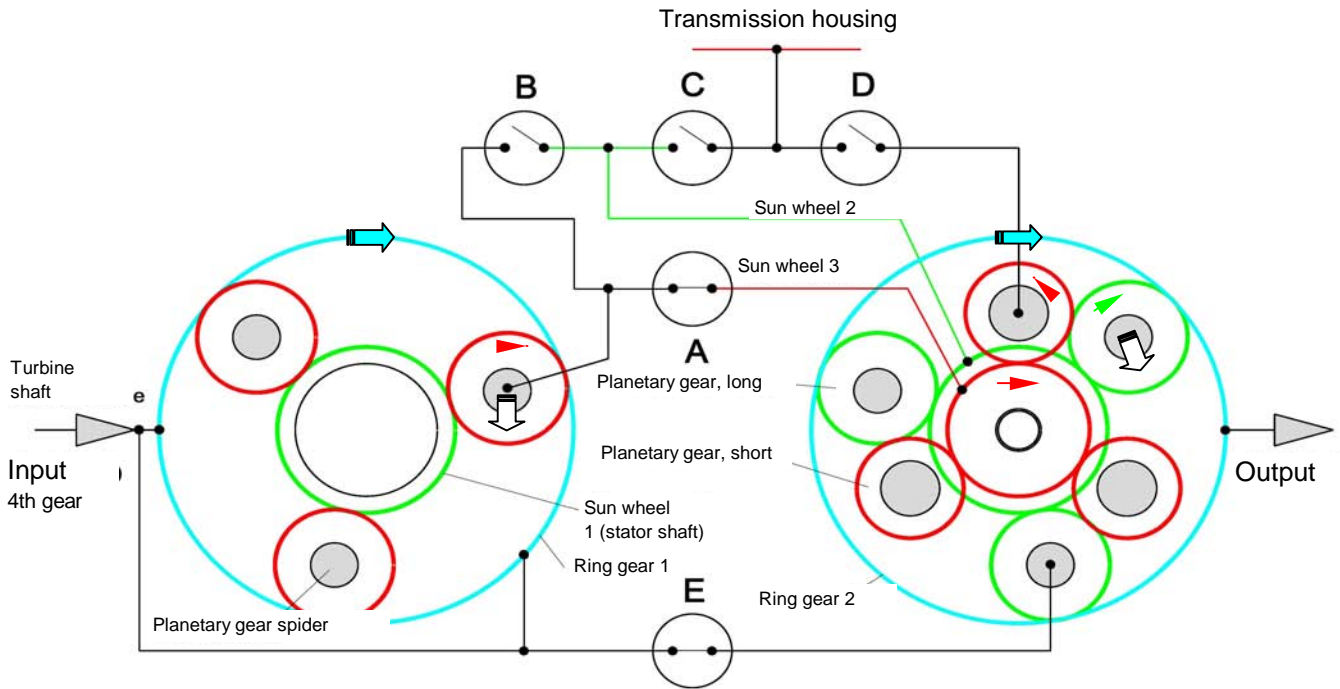 Transmission housing
B
C
D
Sun wheel 2
Sun wheel 3
A
Turbine
shaft
e
Planetary gear, long
Planetary gear, short
Input
4th gear
Output
Sun wheel
1 (stator shaft)
Ring gear 1
E
Ring gear 2
Planetary gear spider